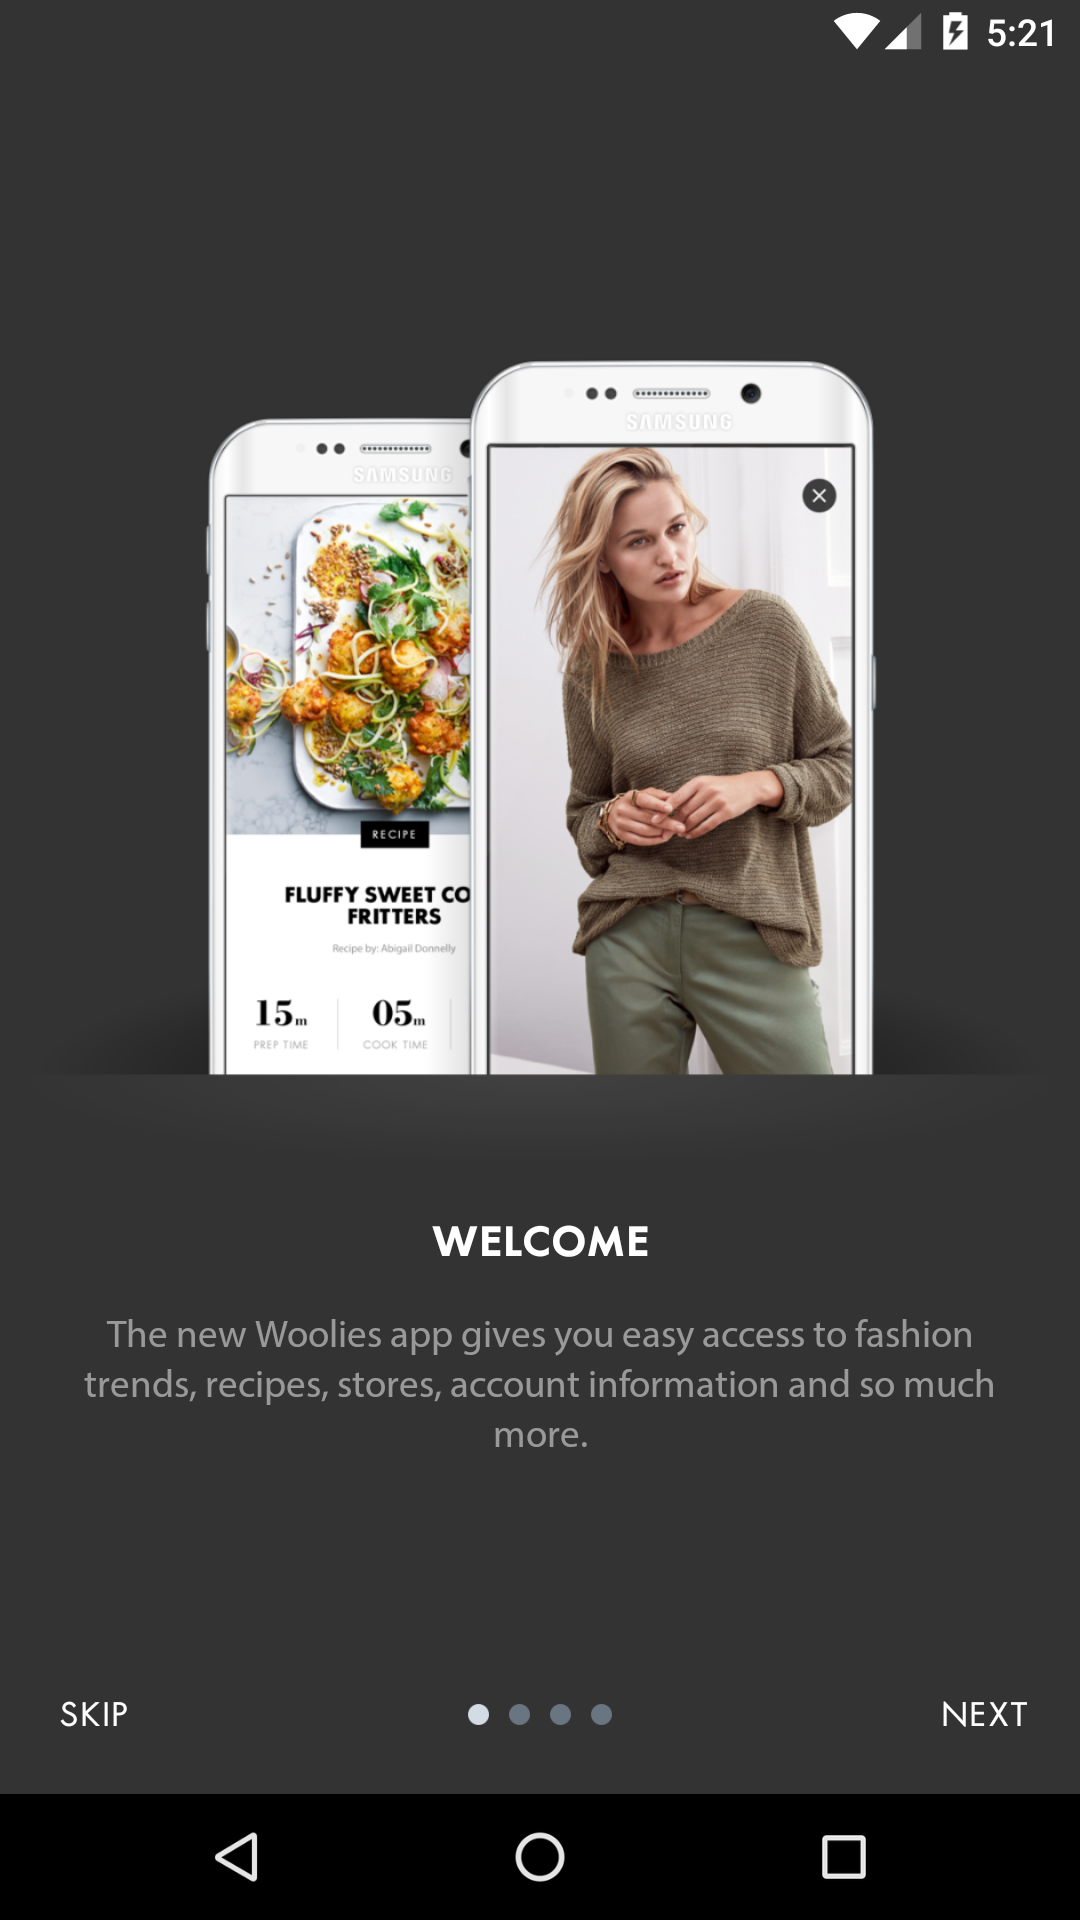 5:21
SAMSUNG
SAMSUNG
RECIPE
FLUFFY SWEET CO
FRITTERS
Recipe by: Abigail Donnelly
15m
05m
PREP TIME
COOK TIME
WELCOME
The new Woolies app gives you easy access to fashion
trends, recipes, stores, account information and so much
more.
SKIP
NEXT